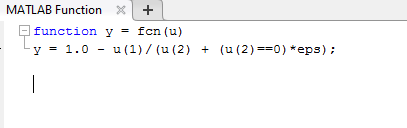 MATLAB Function
function y = fcn(u)
y = 1.0 - u(1)/(u(2) + (u(2)==0)*eps);